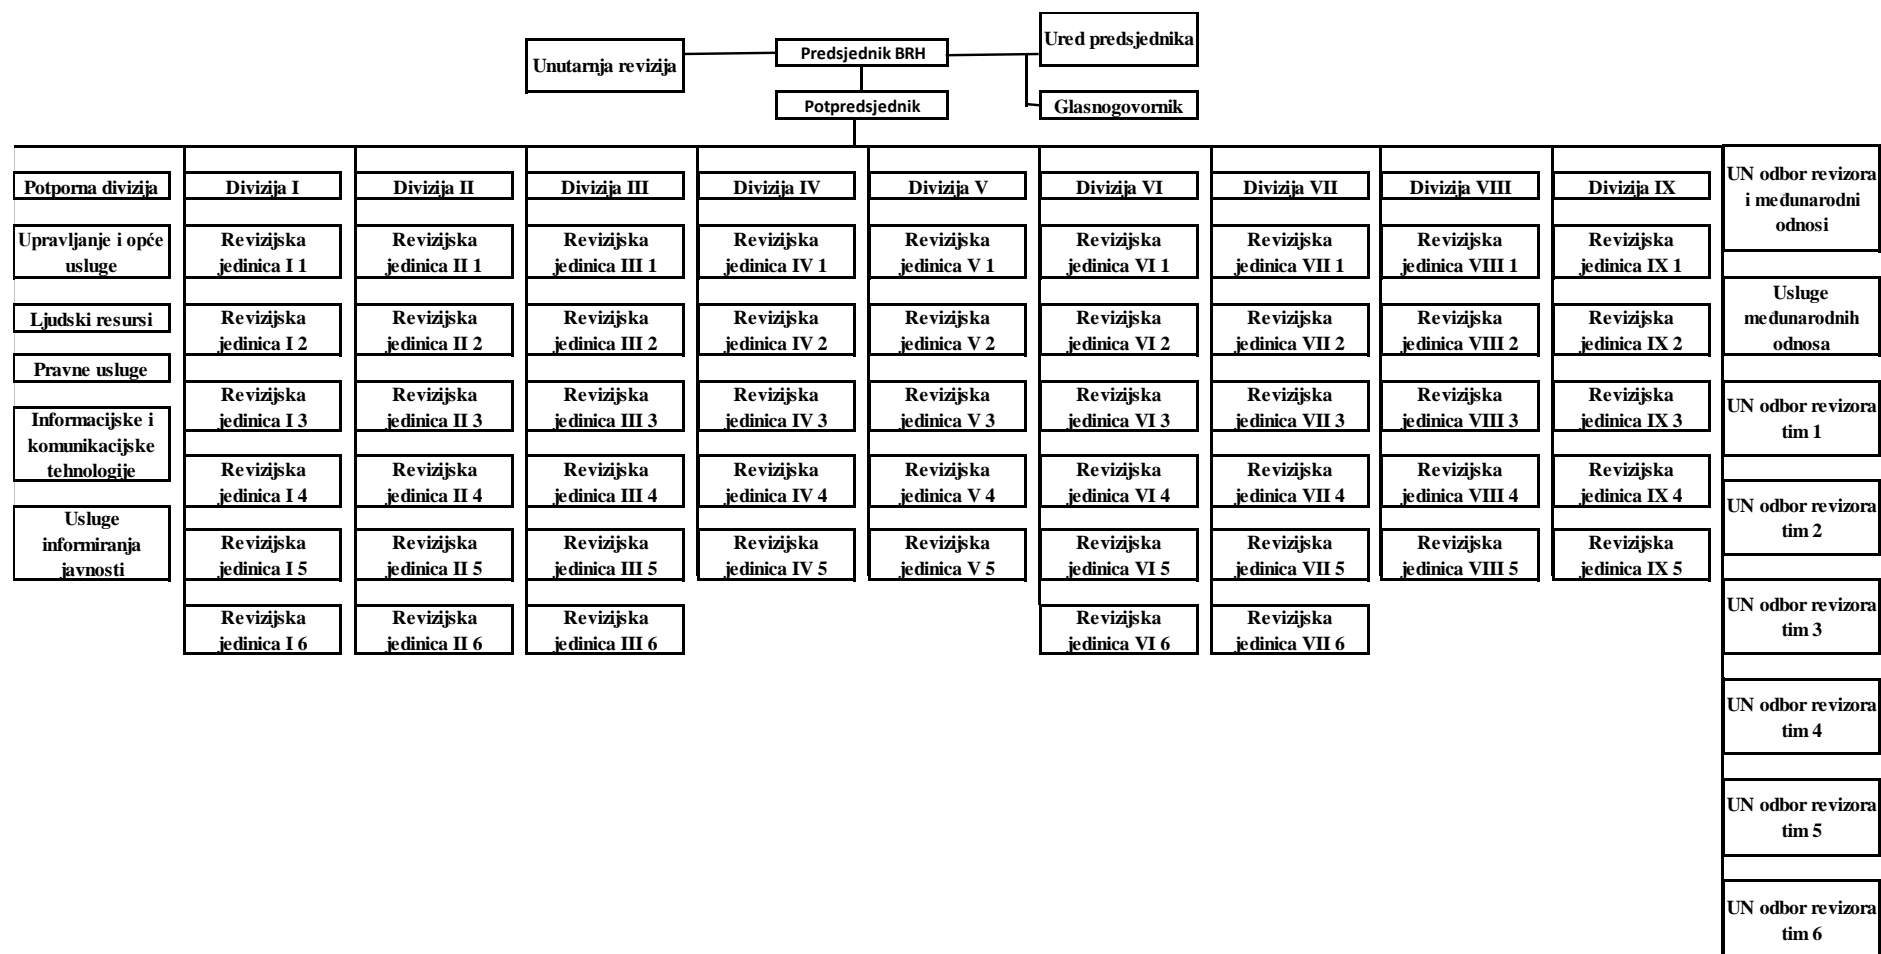 Ured predsjednika
Unutarnja revizija
Predsjednik BRH
Potpredsjednik
Glasnogovornik
Potporna divizija
Upravljanje i opće
usluge
Ljudski resursi
Pravne usluge
Informacijske i
komunikacijske
tehnologije
Usluge
informiranja
javnosti
Divizija I
Revizijska
jedinica I 1
Revizijska
jedinica I 2
Revizijska
jedinica I 3
Revizijska
jedinica I 4
Revizijska
jedinica I 5
Revizijska
jedinica I 6
Divizija II
Revizijska
jedinica II 1
Revizijska
jedinica II 2
Revizijska
jedinica II 3
Revizijska
jedinica II 4
Revizijska
jedinica II 5
Revizijska
jedinica II 6
Divizija III
Revizijska
jedinica III 1
Revizijska
jedinica III 2
Revizijska
jedinica III 3
Revizijska
jedinica III 4
Revizijska
jedinica III 5
Revizijska
jedinica III 6
Divizija IV
Revizijska
jedinica IV 1
Revizijska
jedinica IV 2
Revizijska
jedinica IV 3
Revizijska
jedinica IV 4
Revizijska
jedinica IV 5
Divizija V
Revizijska
jedinica V 1
Revizijska
jedinica V 2
Revizijska
jedinica V 3
Revizijska
jedinica V 4
Revizijska
jedinica V 5
Divizija VI
Revizijska
jedinica VI 1
Revizijska
jedinica VI 2
Revizijska
jedinica VI 3
Revizijska
jedinica VI 4
Revizijska
jedinica VI 5
Revizijska
jedinica VI 6
Divizija VII
Revizijska
jedinica VII 1
Revizijska
jedinica VII 2
Revizijska
jedinica VII 3
Revizijska
jedinica VII 4
Revizijska
jedinica VII 5
Revizijska
jedinica VII 6
Divizija VIII
Revizijska
jedinica VIII 1
Revizijska
jedinica VIII 2
Revizijska
jedinica VIII 3
Revizijska
jedinica VIII 4
Revizijska
jedinica VIII 5
Divizija IX
Revizijska
jedinica IX 1
Revizijska
jedinica IX 2
Revizijska
jedinica IX 3
Revizijska
jedinica IX 4
Revizijska
jedinica IX 5
UN odbor revizora
i međunarodni
odnosi
Usluge
međunarodnih
odnosa
UN odbor revizora
tim 1
UN odbor revizora
tim 2
UN odbor revizora
tim 3
UN odbor revizora
tim 4
UN odbor revizora
tim 5
UN odbor revizora
tim 6